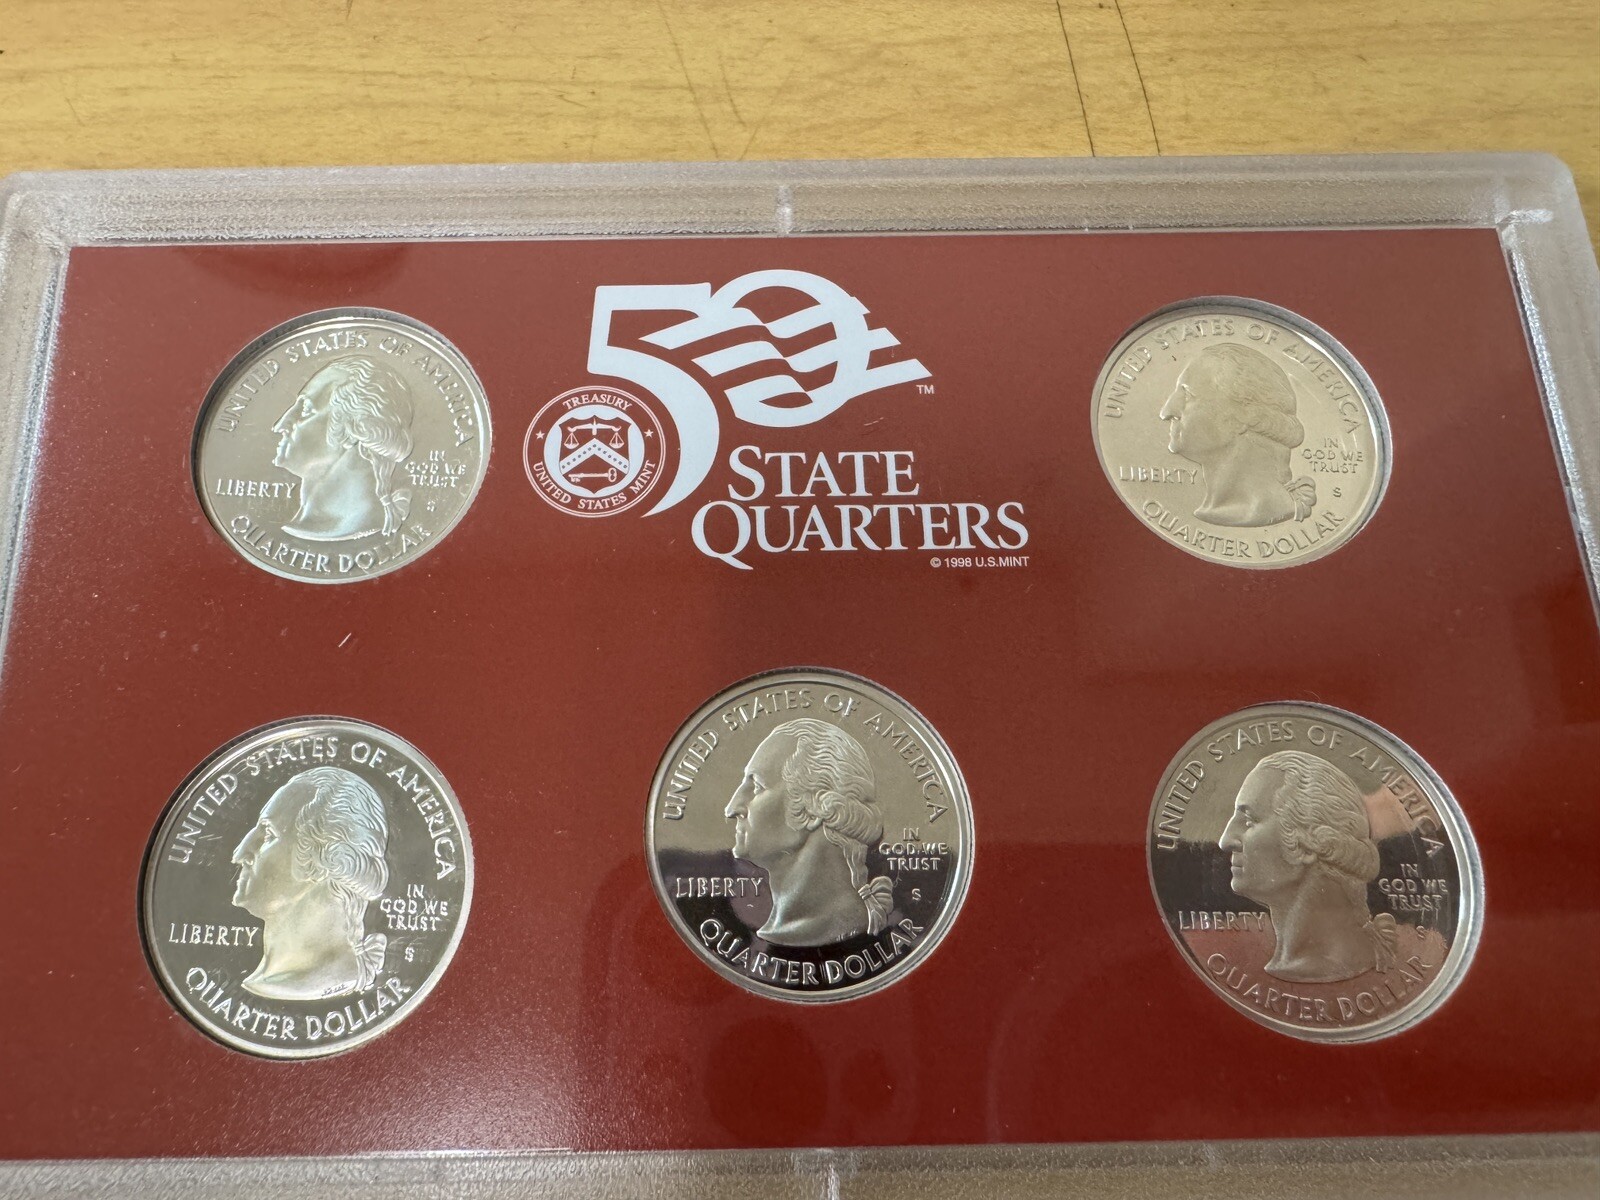 UNITED STATES OF AMERICA
LIBERTY
IN
GOD WE
TRUST
S
QUARTER DOLLAR
50
TM
TREASURY
UNITED STATES MINT
STATE
QUARTERS
© 1998 U.S.MINT
UNITED STATES OF AMERICA
LIBERTY
IN
GOD WE
TRUST
S
QUARTER DOLLAR
UNITED STATES OF AMERICA
LIBERTY
IN
GOD WE
TRUST
S
QUARTER DOLLAR
UNITED STATES OF AMERICA
LIBERTY
IN
GOD WE
TRUST
S
QUARTER DOLLAR
UNITED STATES OF AMERICA
LIBERTY
IN
GOD WE
TRUST
S
QUARTER DOLLAR